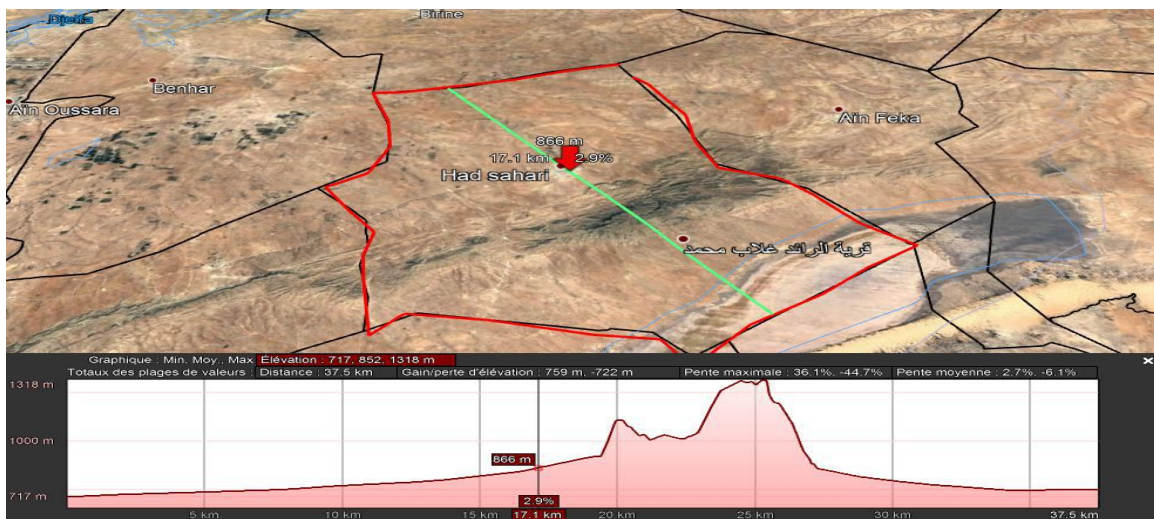 Djelfa
Birine
Benhar
Ain Oussara
Ain Feka
866 m
17.1 km 2.9%
Had sahari
قرية الرائد غلاب محمد
Graphique : Min. Moy., Max. Élévation : 717, 852, 1318 m
Totaux des plages de valeurs : Distance : 37.5 km Gain/perte d'élévation : 759 m, -722 m Pente maximale : 36.1%, -44.7% Pente moyenne : 2.7%, -6.1%
1318 m
1000 m
866 m
717 m
2.9%
5 km 10 km 15 km 17.1 km 20 km 25 km 30 km 37.5 km